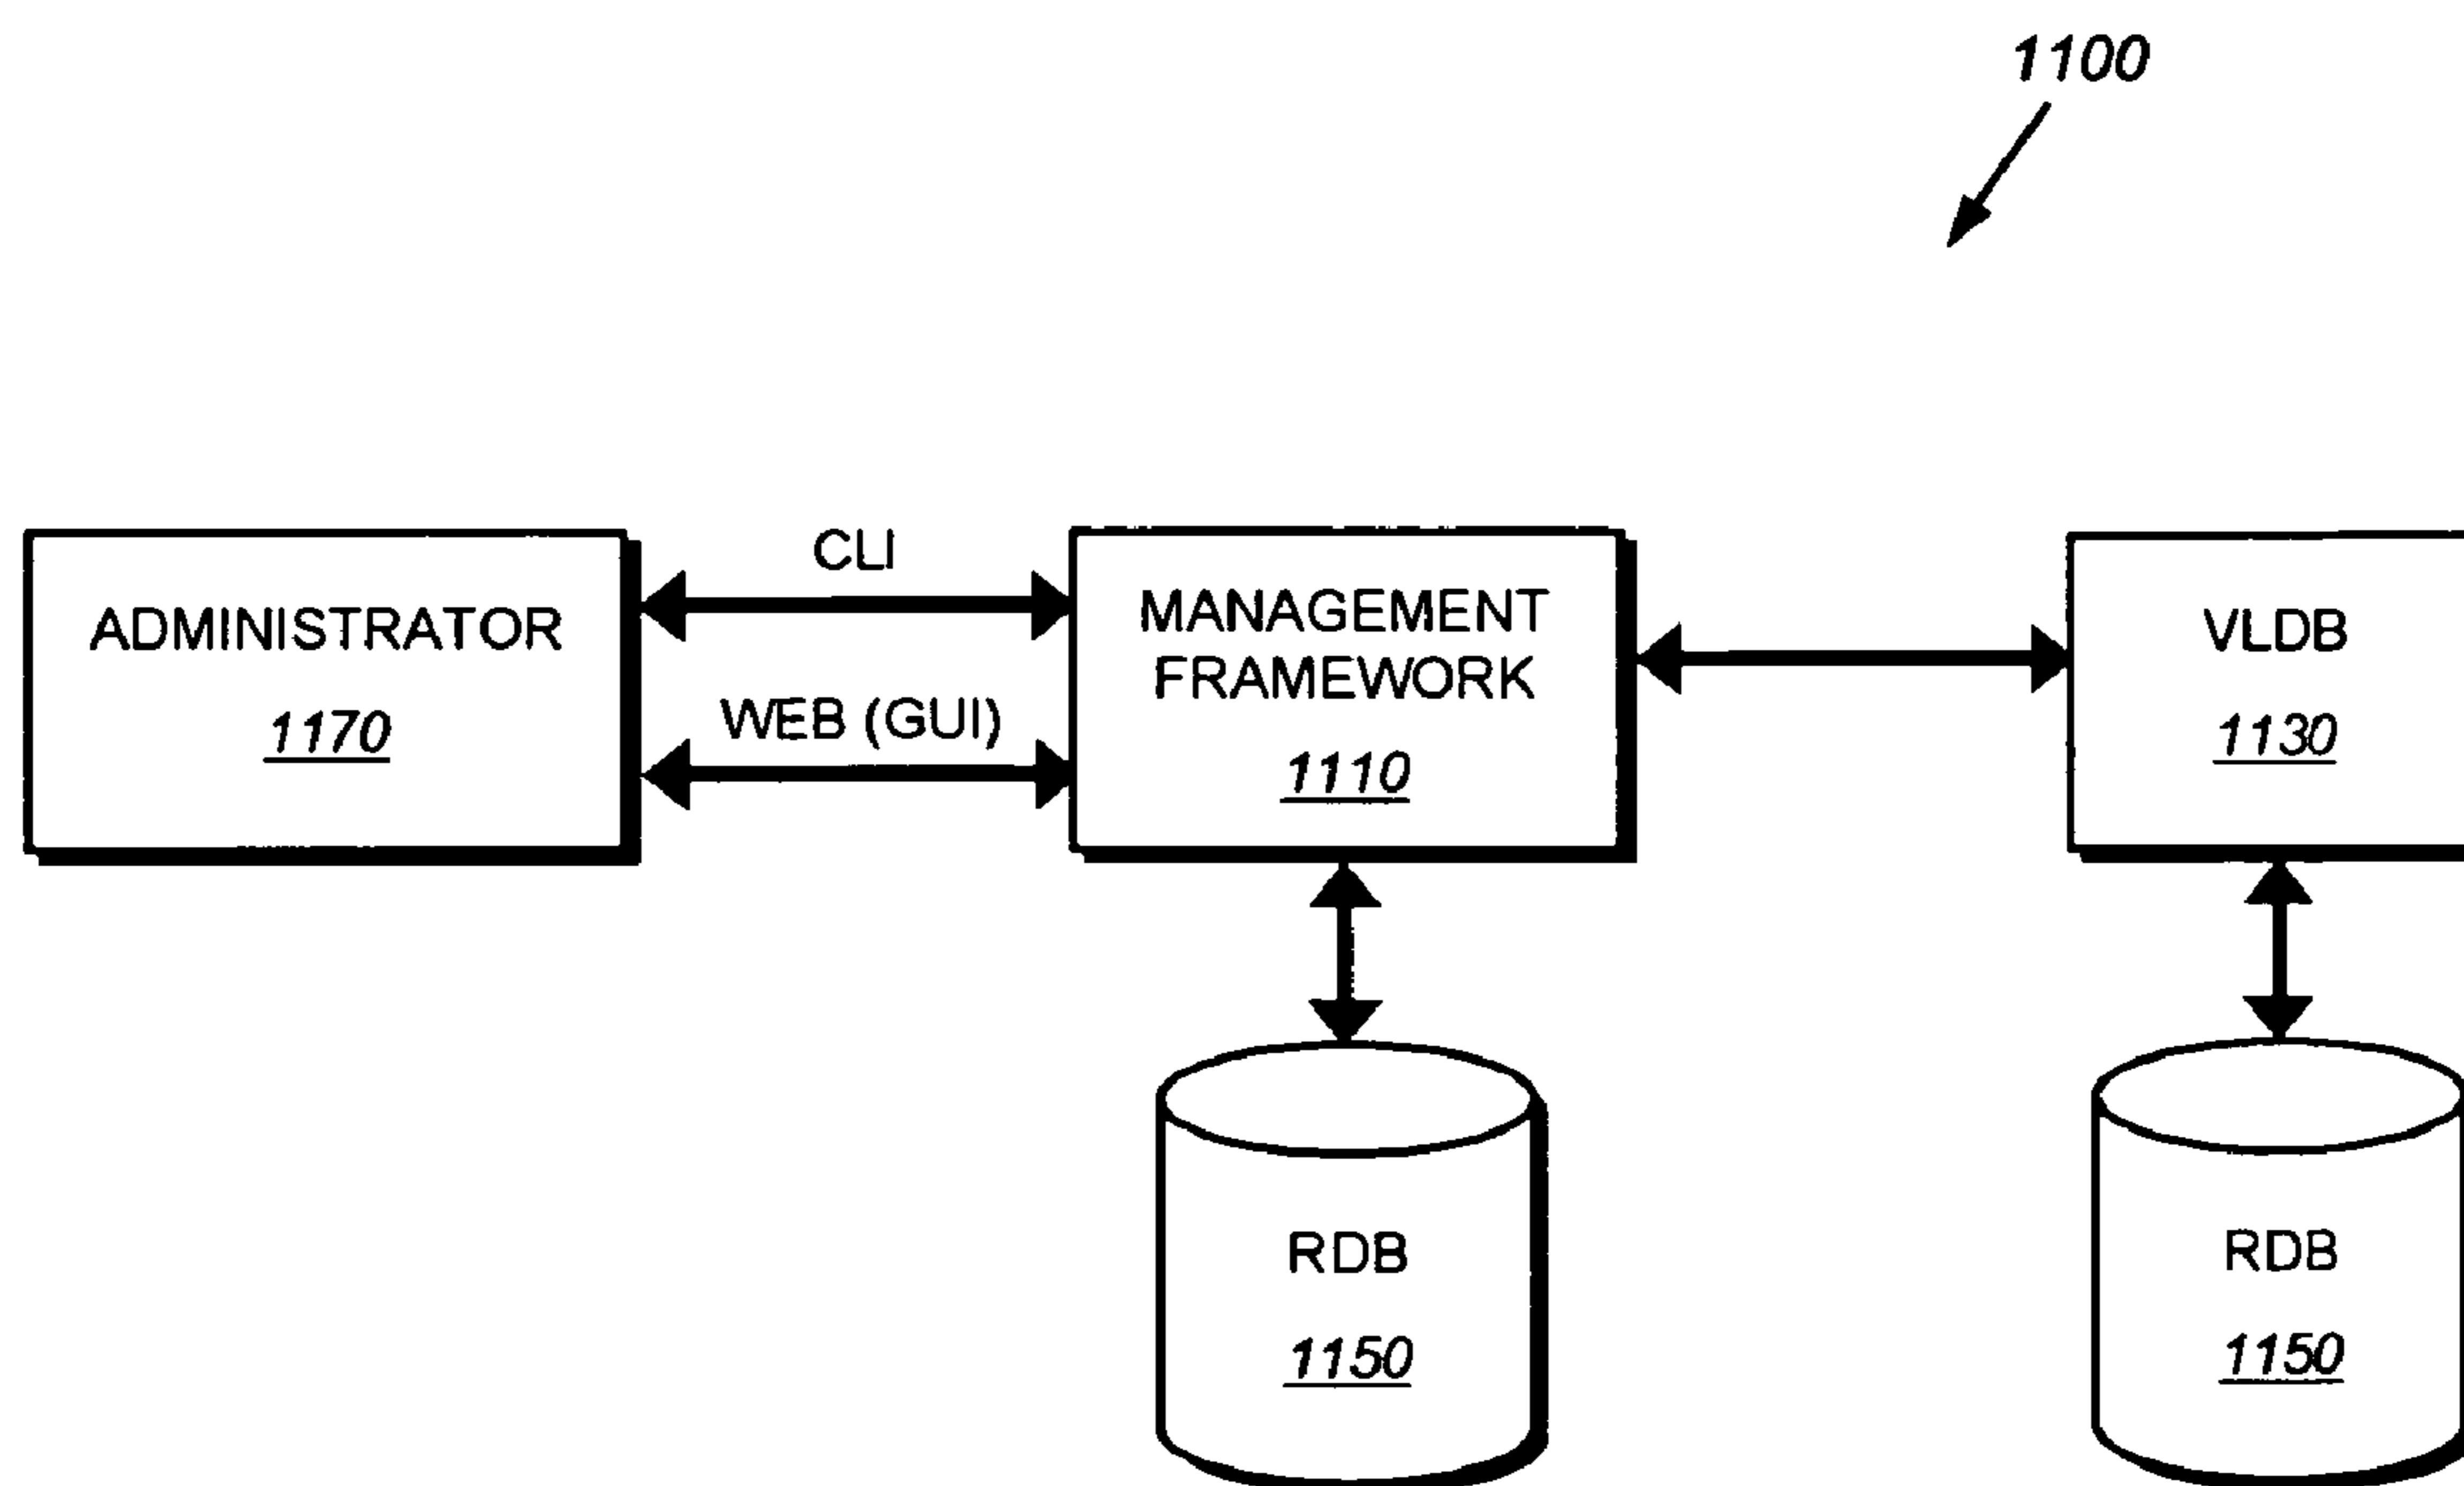 1100
CLI
ADMINISTRATOR
1170
WEB (GUI)
MANAGEMENT
FRAMEWORK
1110
VLDB
1130
RDB
1150
RDB
1150